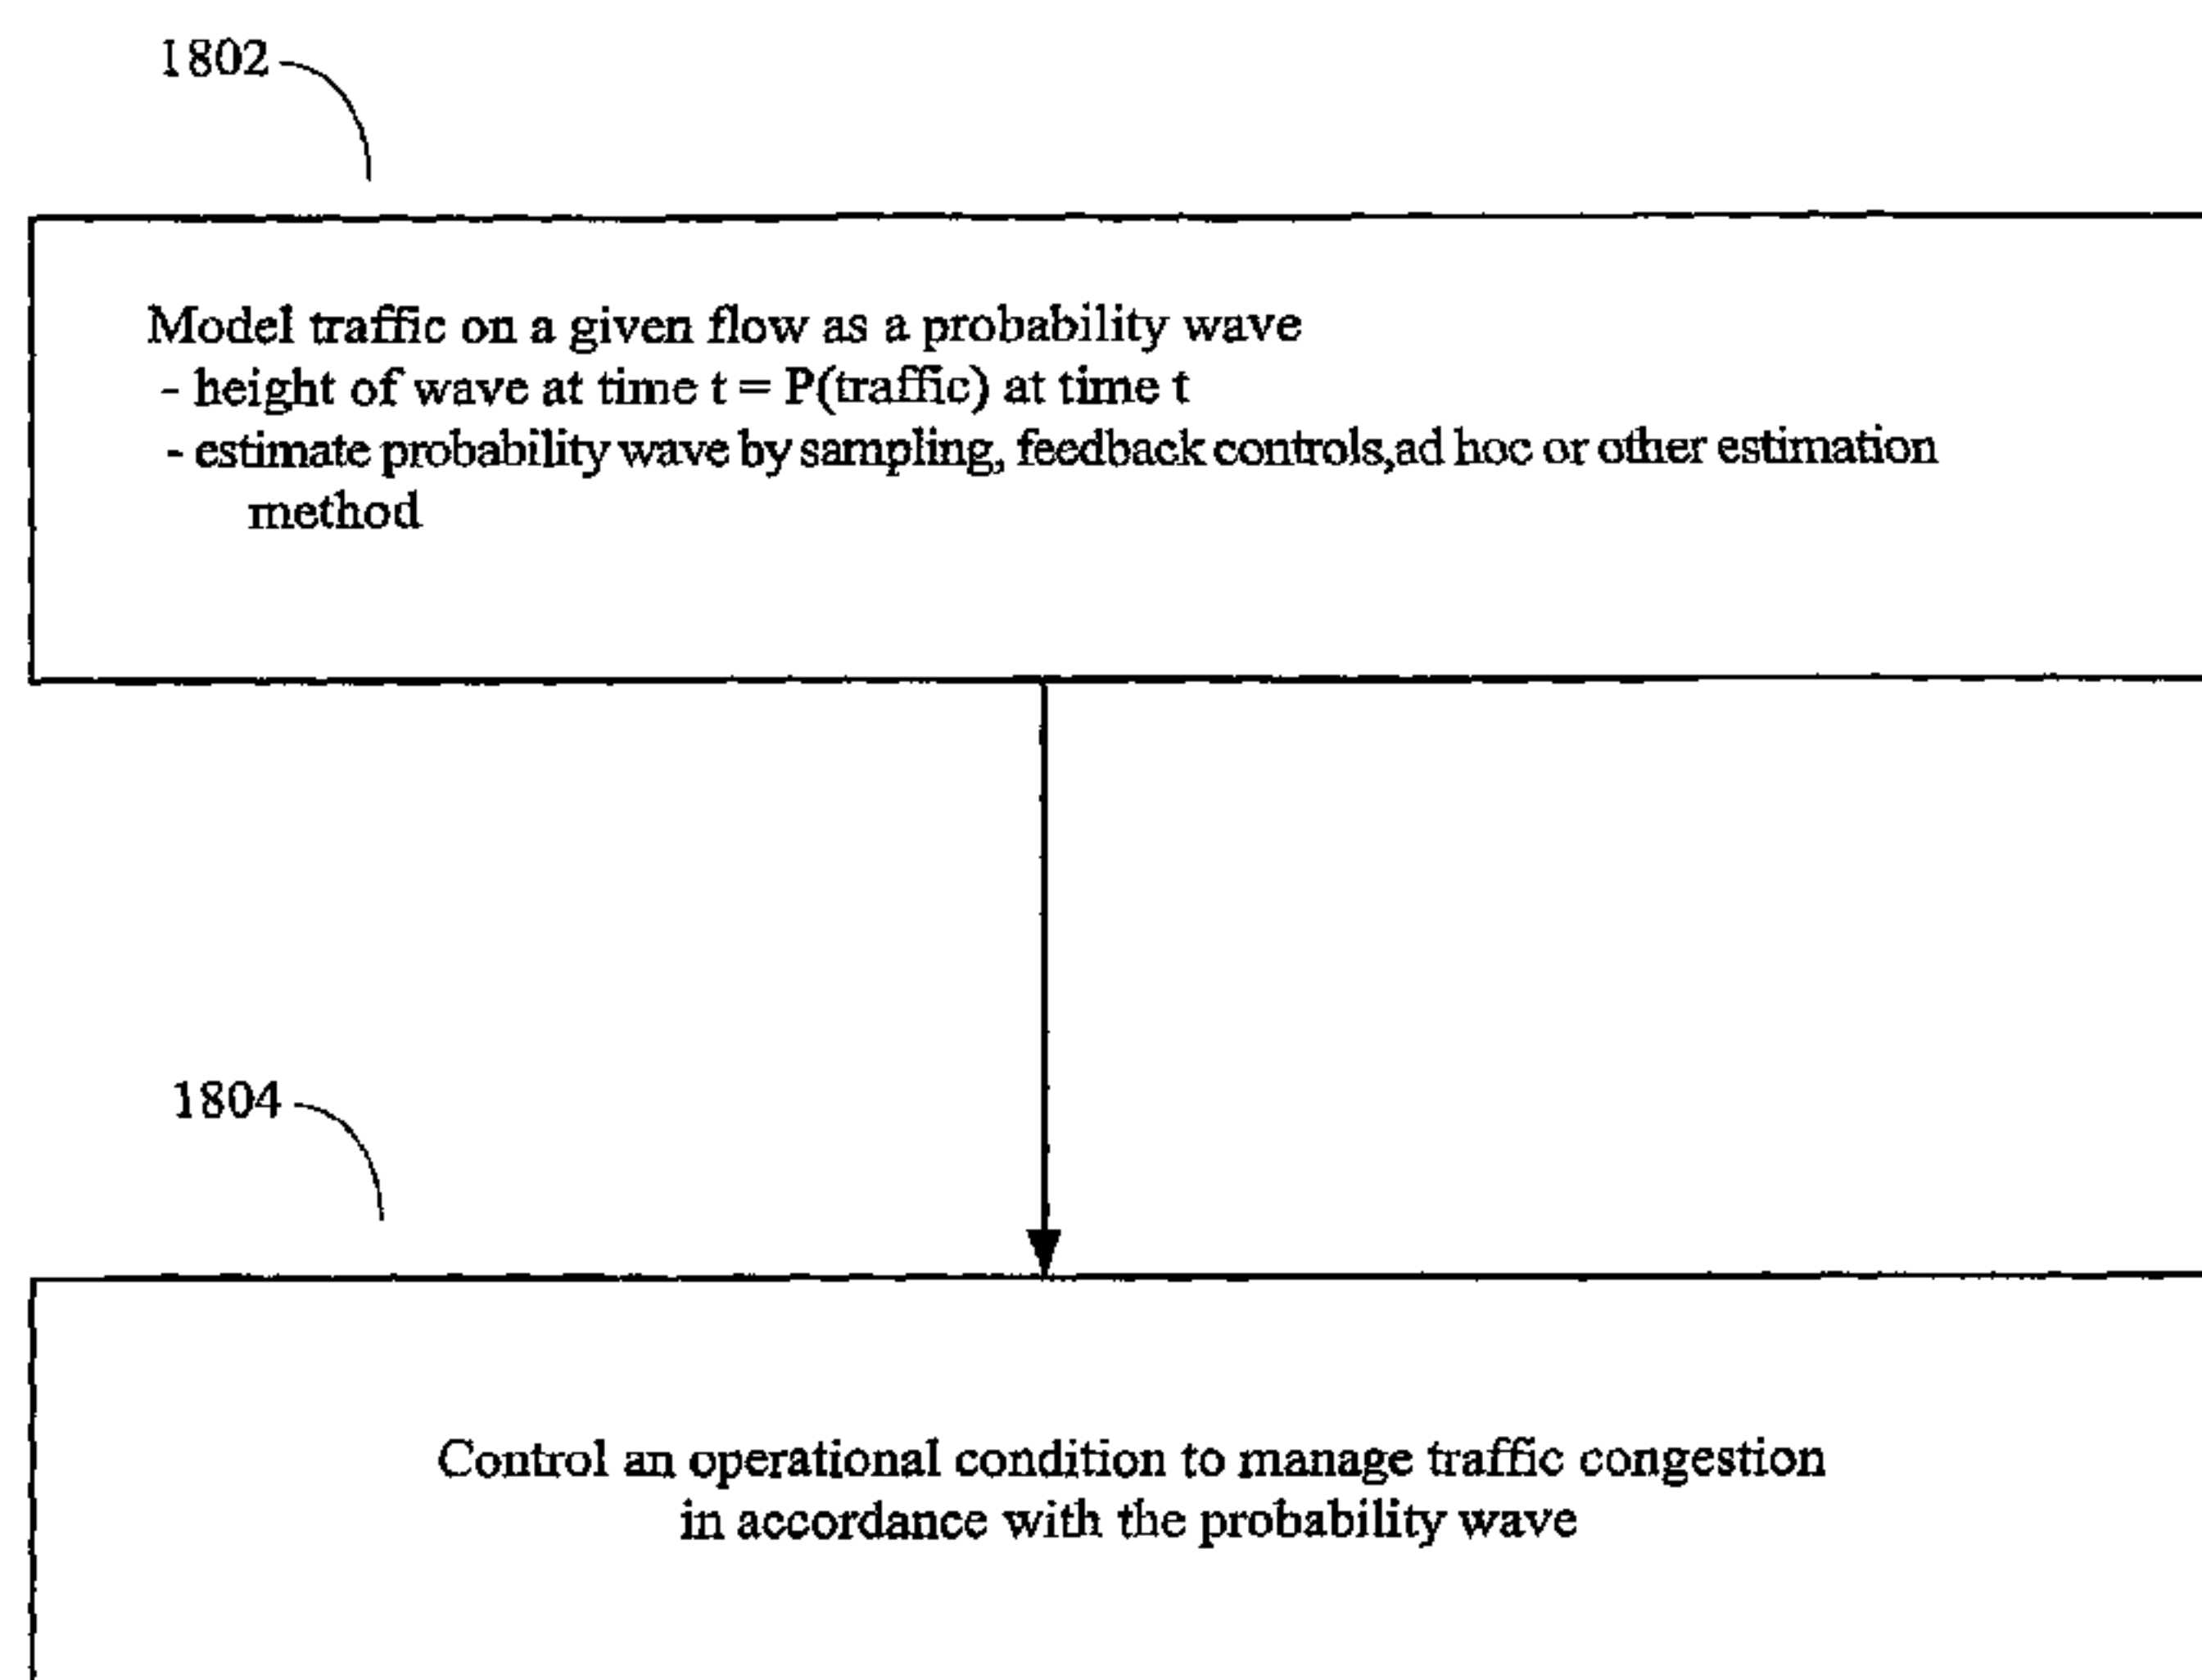 1802
Model traffic on a given flow as a probability wave
- height of wave at time t = P(traffic) at time t
- estimate probability wave by sampling, feedback controls,ad hoc or other estimation
method
1804
Control an operational condition to manage traffic congestion
in accordance with the probability wave